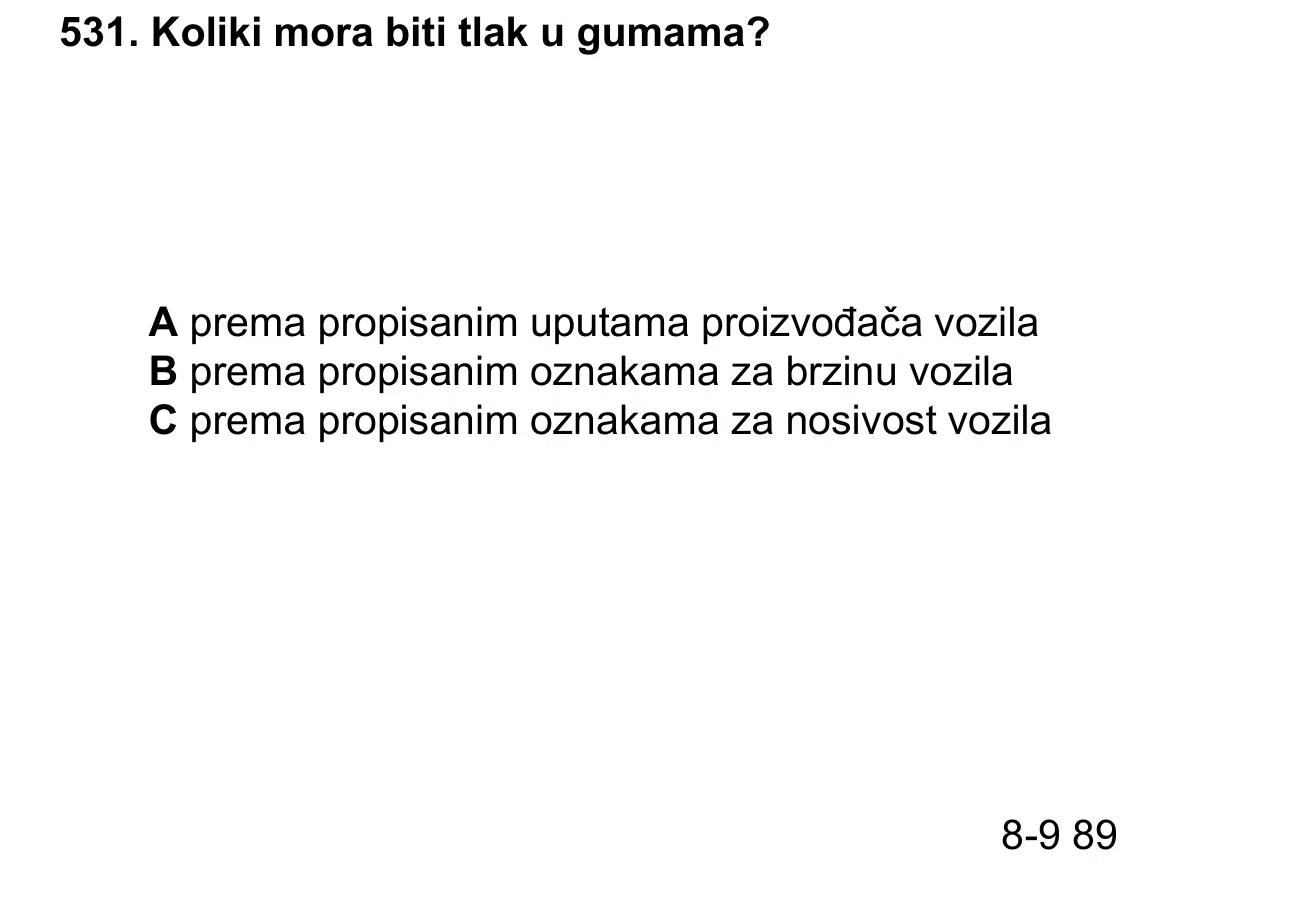 531. Koliki mora biti tlak u gumama?
A prema propisanim uputama proizvođača vozila
B prema propisanim oznakama za brzinu vozila
C prema propisanim oznakama za nosivost vozila
8-9 89